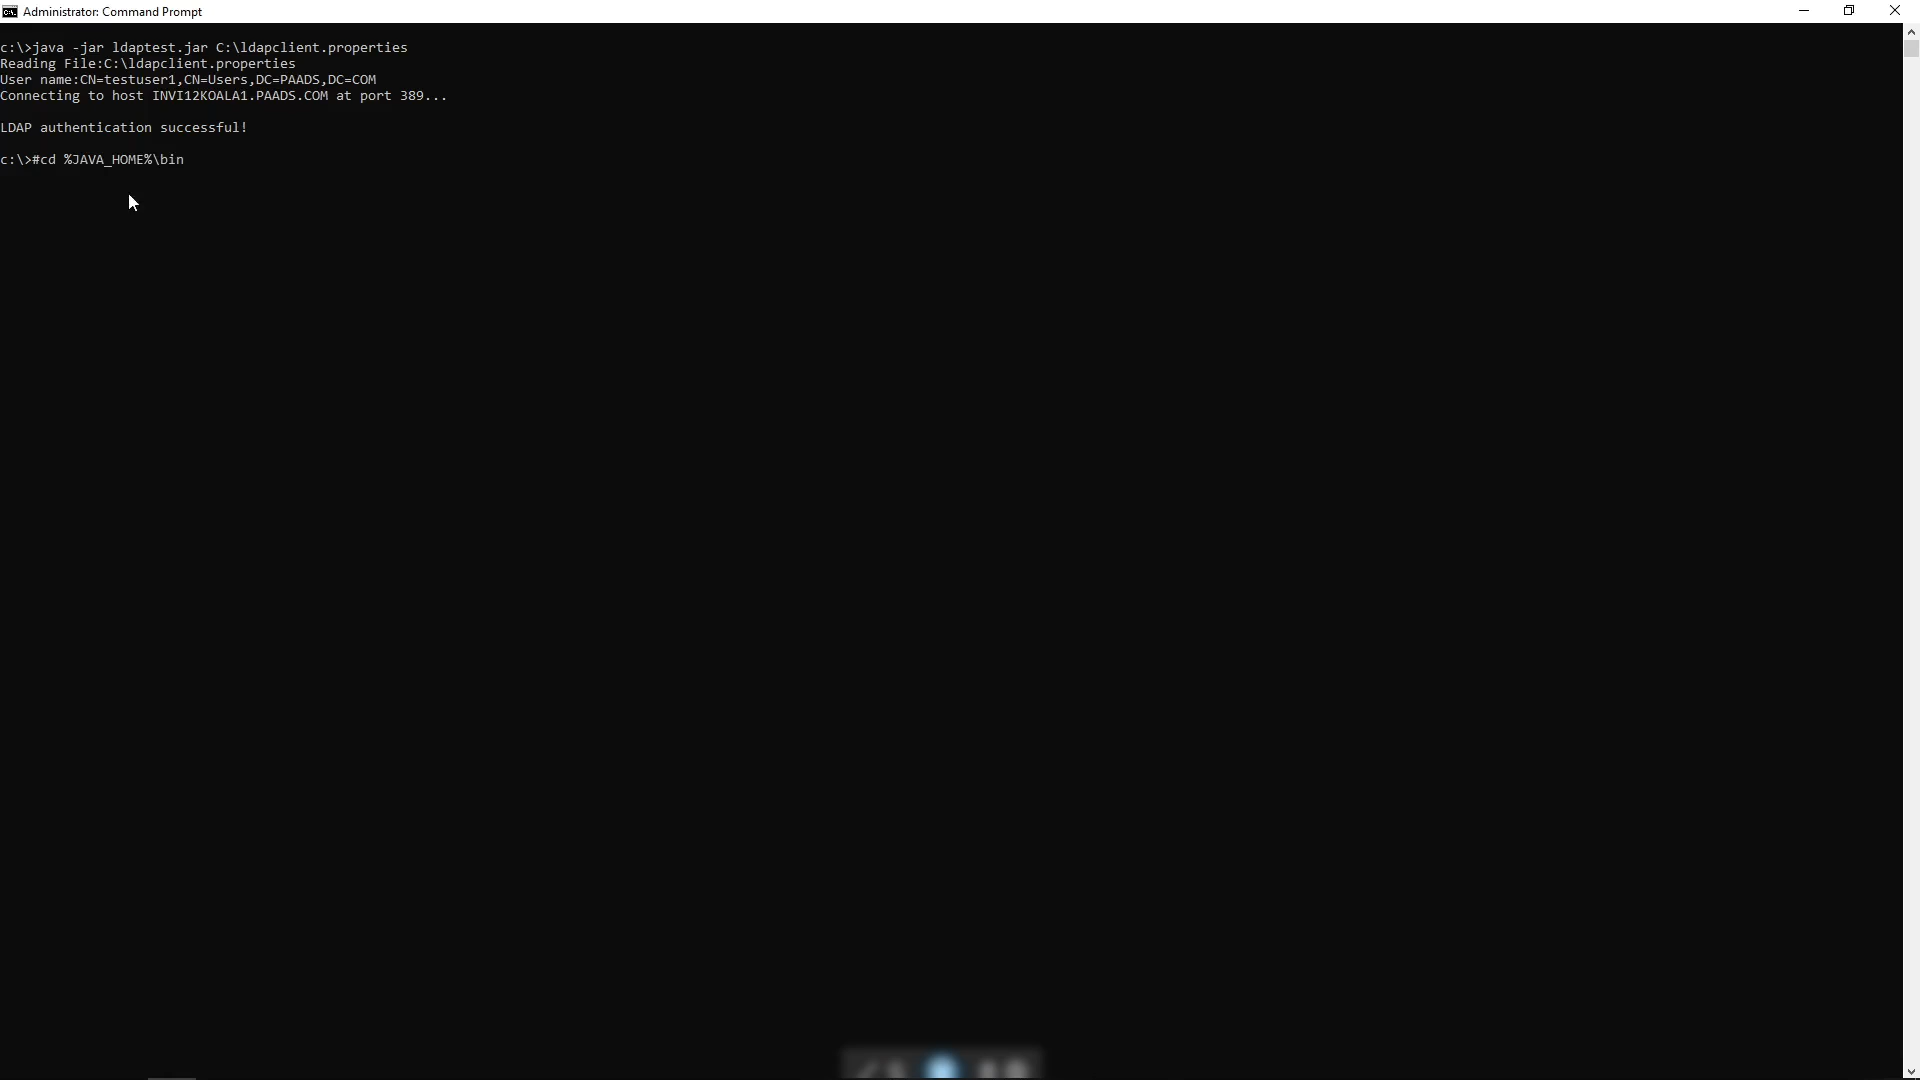 Administrator: Command Prompt
c:\>java -jar ldaptest.jar C:\ldapclient.properties
Reading File:C:\ldapclient.properties
User name:CN=testuser1,CN=Users,DC=PAADS,DC=COM
Connecting to host INVI12KOALA1.PAADS.COM at port 389...
LDAP authentication successful!
c:\>#cd %JAVA_HOME%\bin